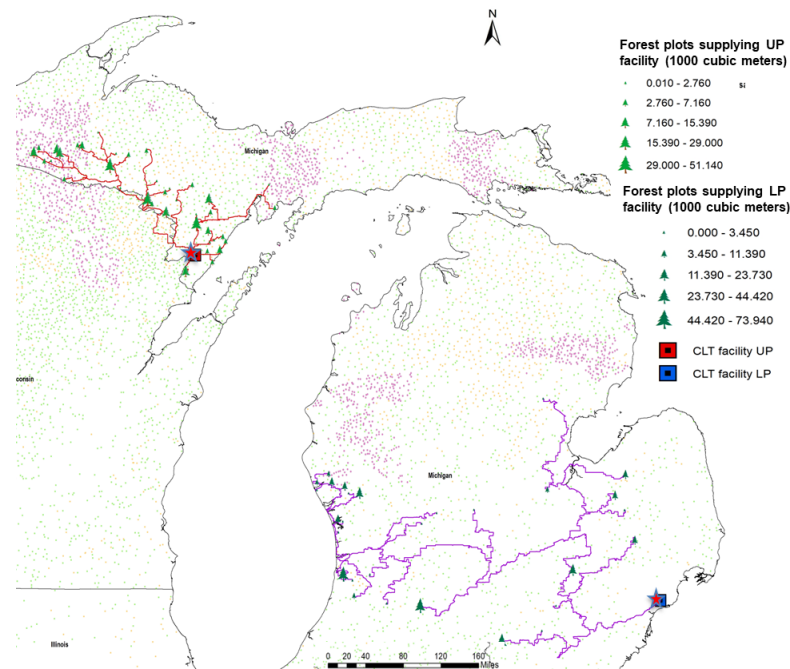 N
Forest plots supplying UP
facility (1000 cubic meters)
0.010 - 2.760
2.760 - 7.160
7.160 - 15.390
15.390 - 29.000
29.000 - 51.140
Forest plots supplying LP
facility (1000 cubic meters)
0.000 - 3.450
3.450 - 11.390
11.390 - 23.730
23.730 - 44.420
44.420 - 73.940
CLT facility UP
CLT facility LP
Michigan
consin
Michigan
Illinois
0 20 40 80 120 160
Miles